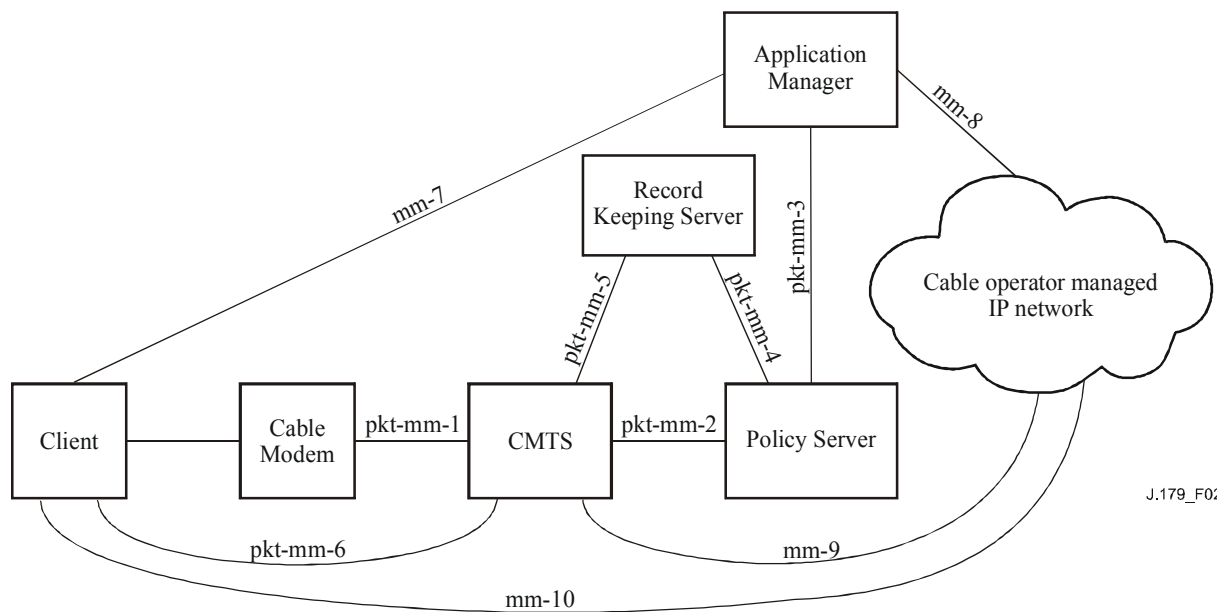 Application
Manager
mm-8
mm-7
Record
Keeping Server
pkt-mm-3
pkt-mm-5
pkt-mm-4
Cable operator managed
IP network
Client
Cable
Modem
pkt-mm-1
CMTS
pkt-mm-2
Policy Server
J.179_F02
pkt-mm-6
mm-9
mm-10